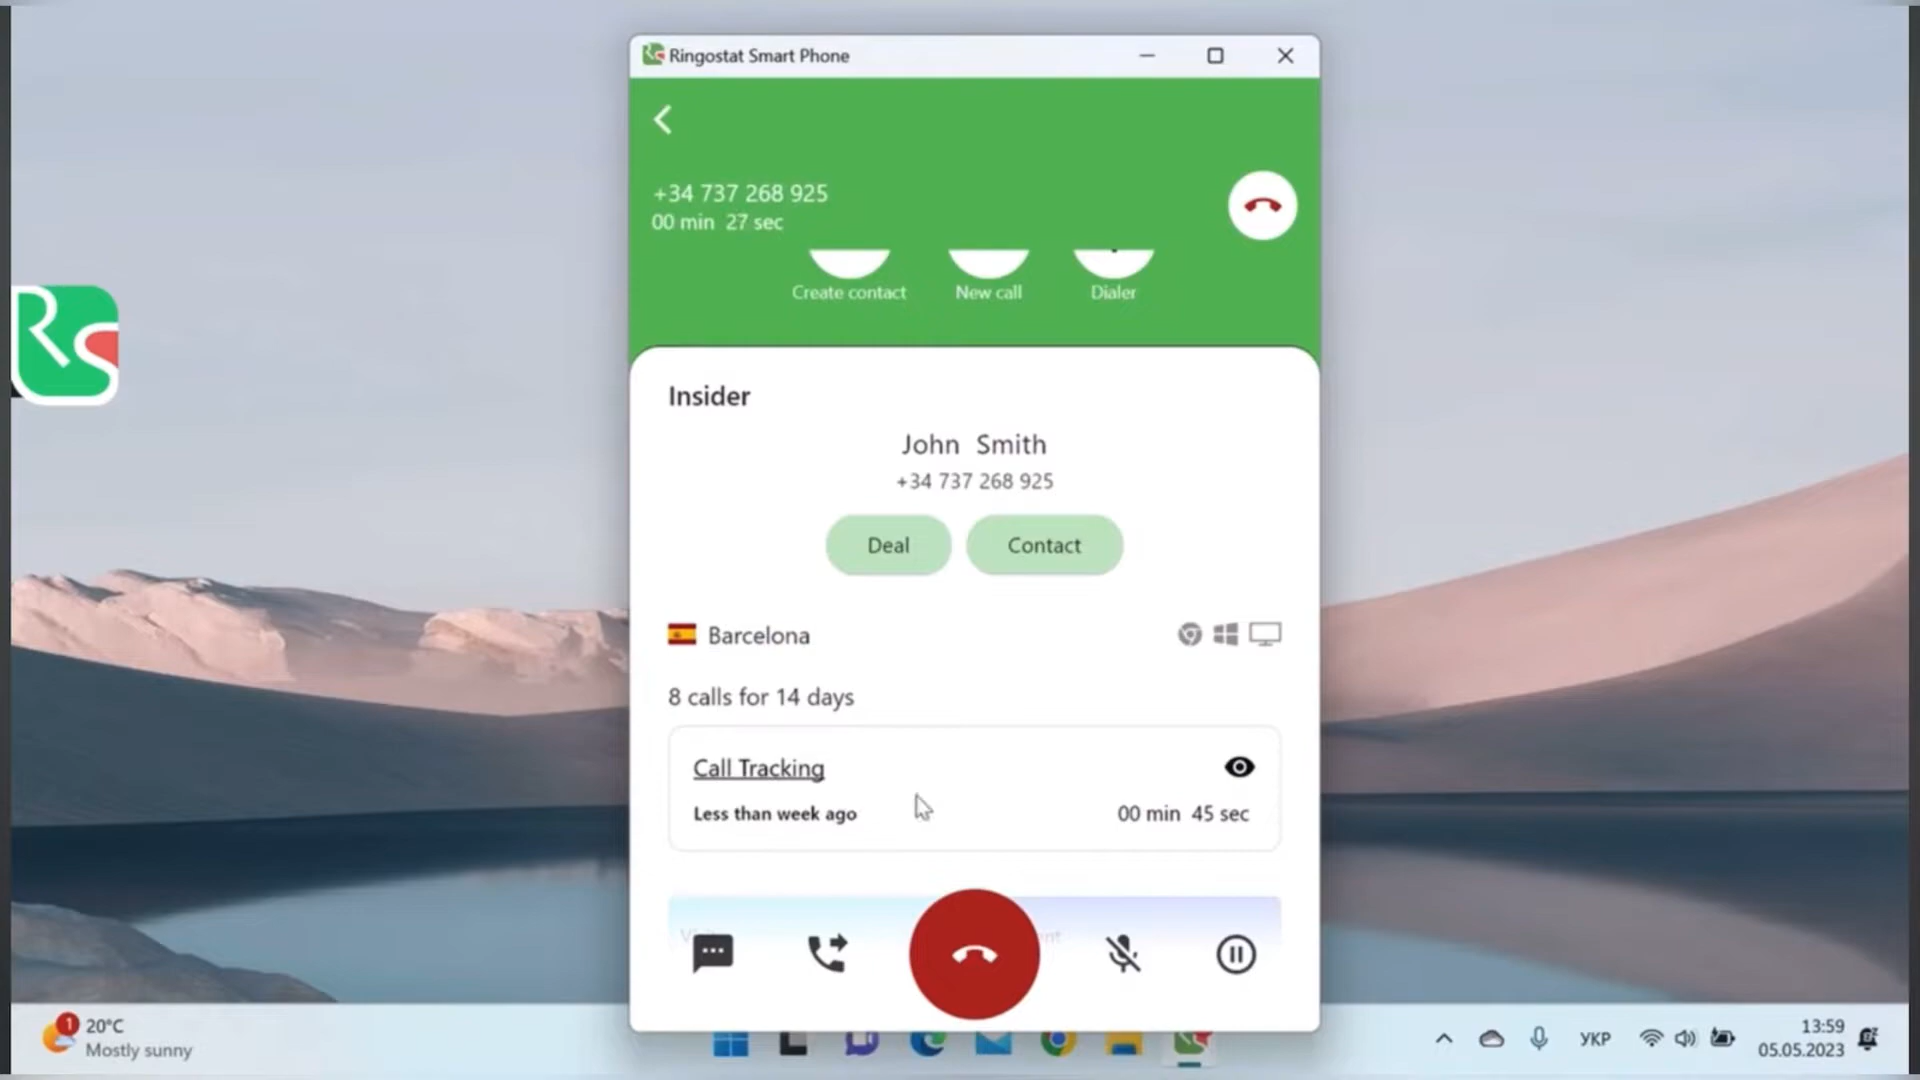 Ringostat Smart Phone
+34 737 268 925
00 min 27 sec
Create contact
New call
Dialer
Insider
John Smith
+34 737 268 925
Deal
Contact
Barcelona
8 calls for 14 days
Call Tracking
Less than week ago
00 min 45 sec
1
20°C
Mostly sunny
УКР
13:59
05.05.2023